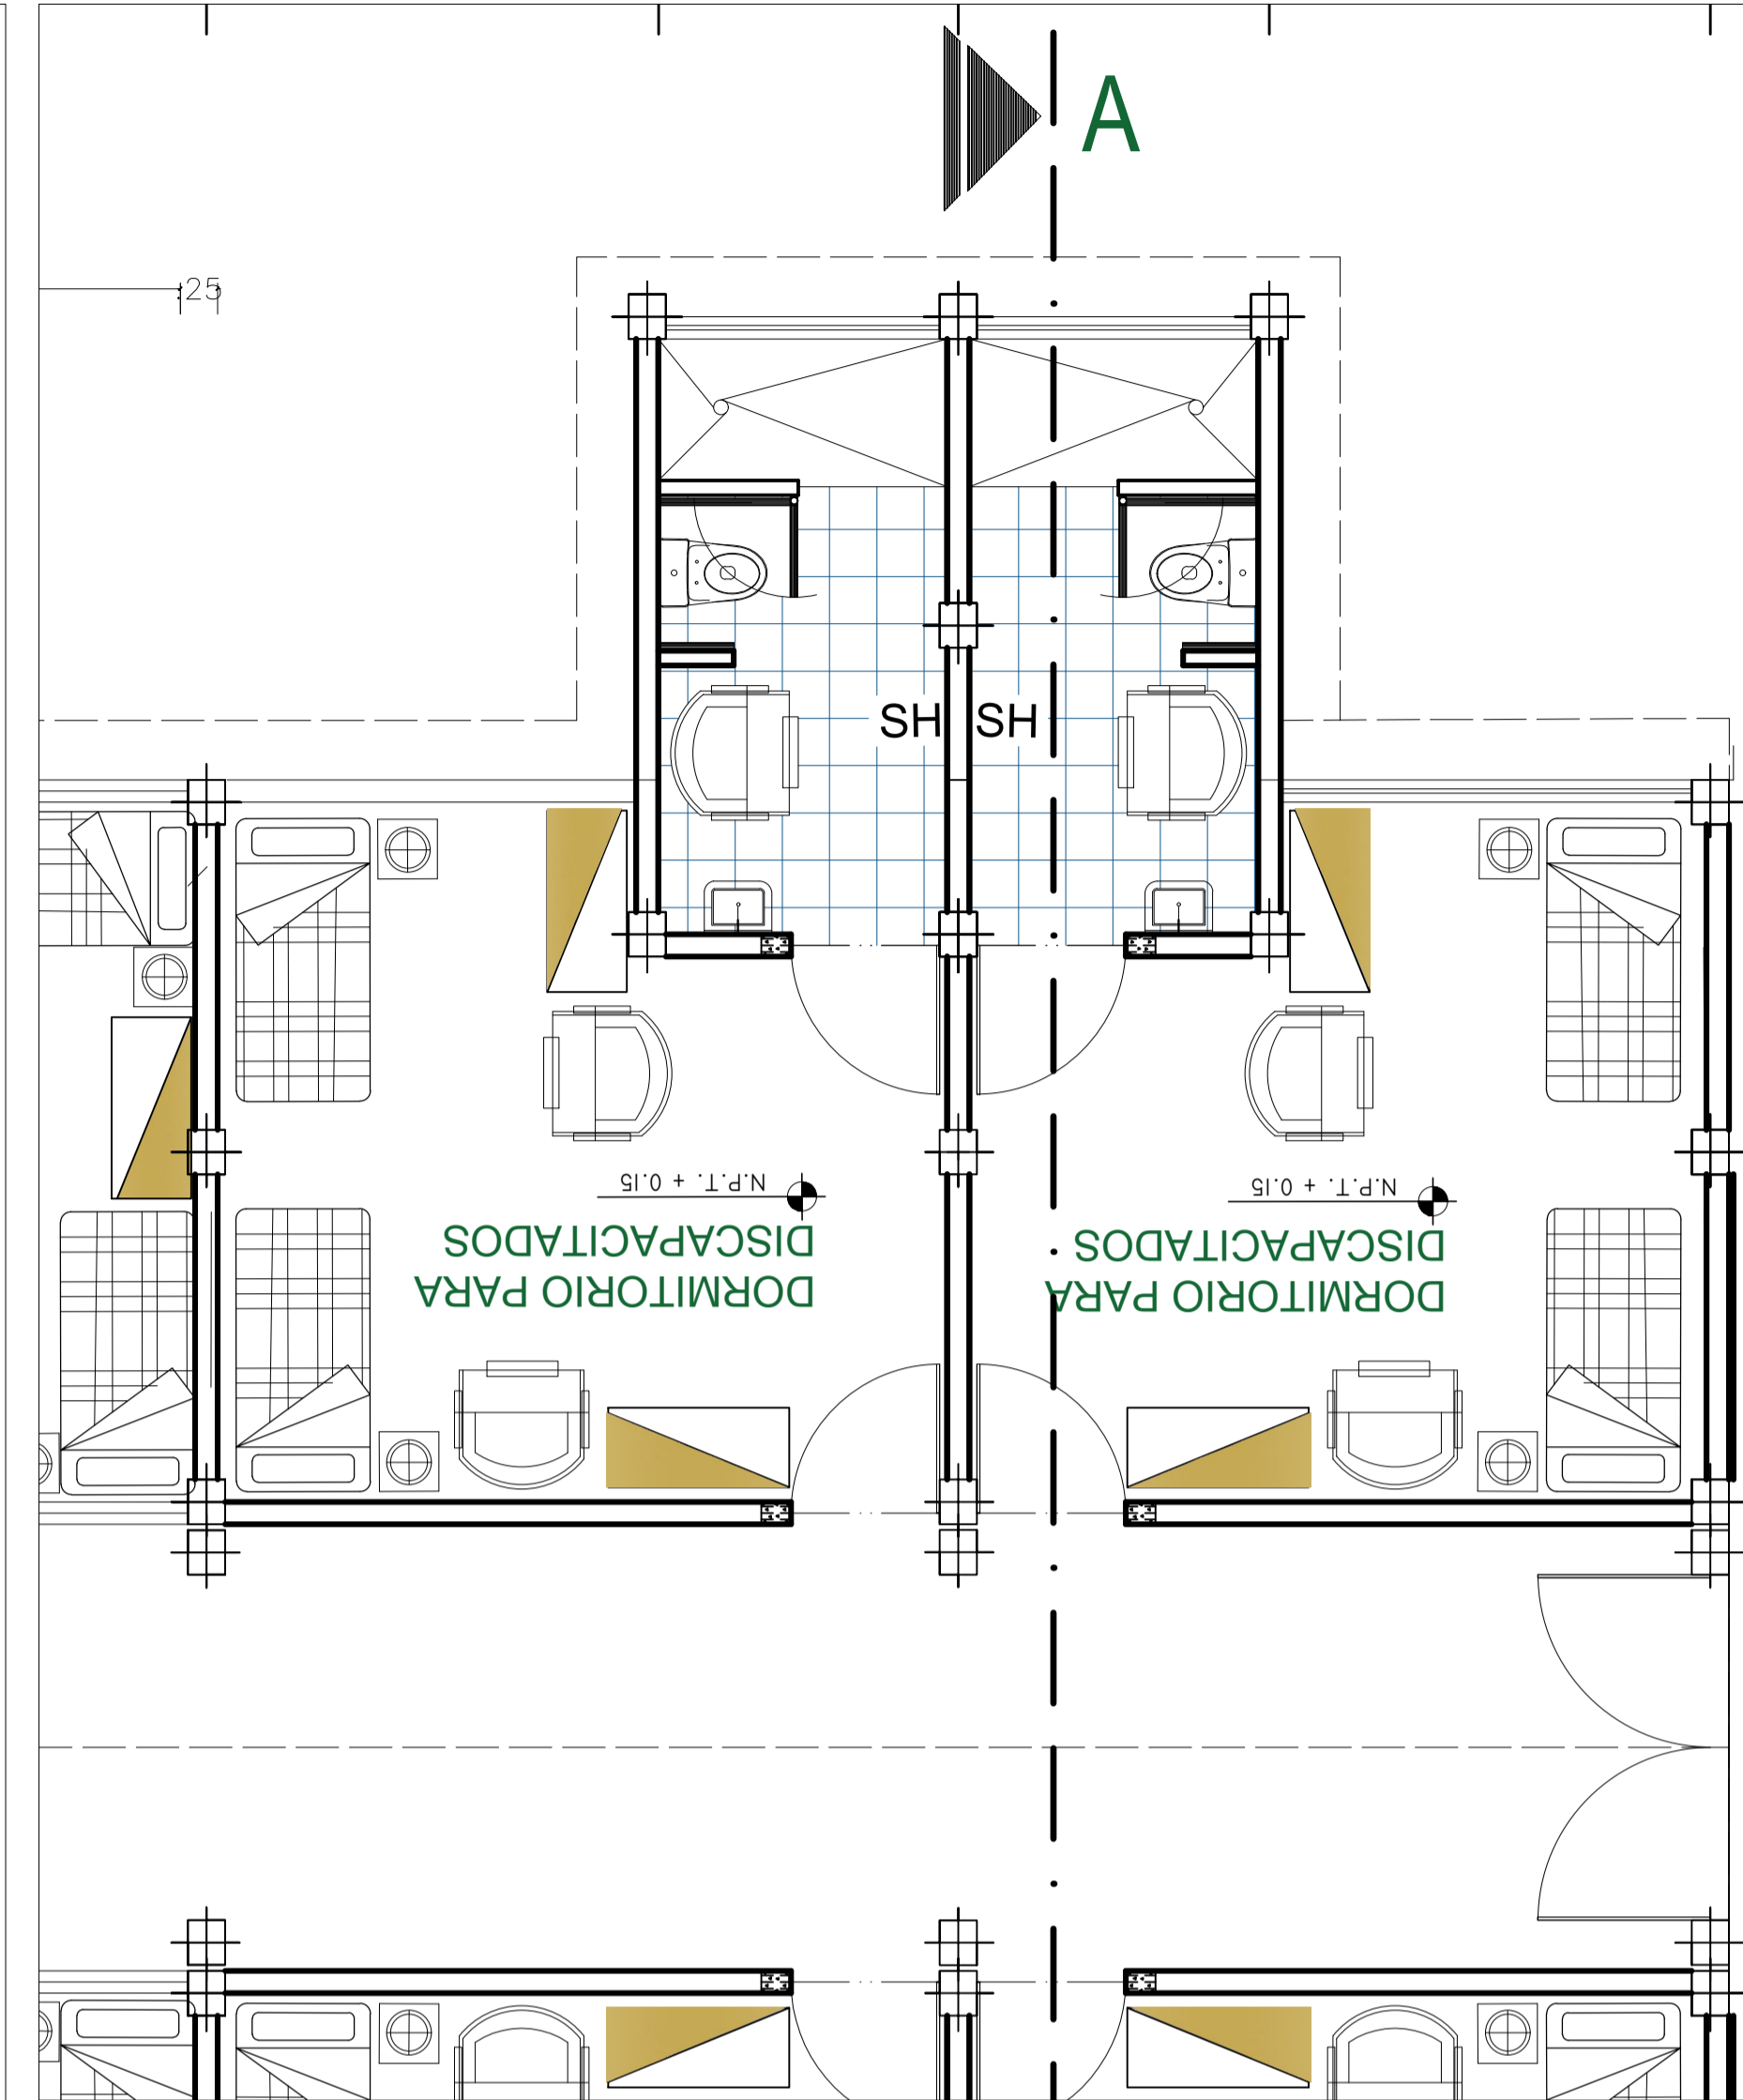 A
.25
SH
SH
N.P.T. + 0.15
DORMITORIO PARA
DISCAPACITADOS
N.P.T. + 0.15
DORMITORIO PARA
DISCAPACITADOS